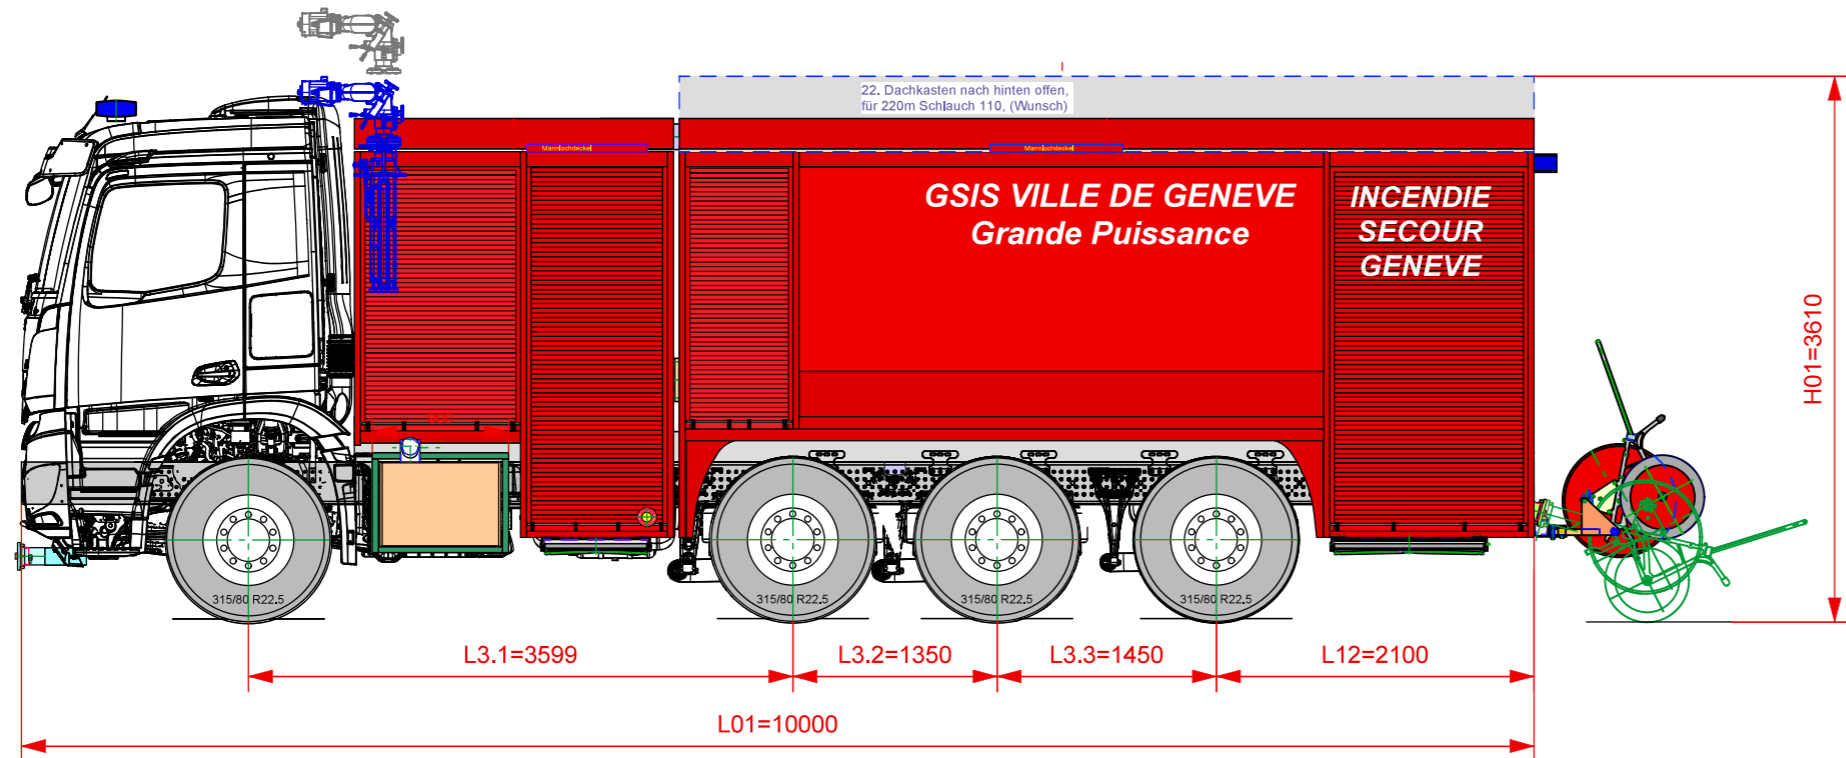 22. Dachkasten nach hinten offen,
für 220m Schlauch 110, (Wunsch)
Mannlochdeckel
Mannlochdeckel
GSIS VILLE DE GENEVE
Grande Puissance
INCENDIE
SECOUR
GENEVE
H01=3610
315/80 R22.5
315/80 R22.5
315/80 R22.5
315/80 R22.5
L3.1=3599
L3.2=1350
L3.3=1450
L12=2100
L01=10000